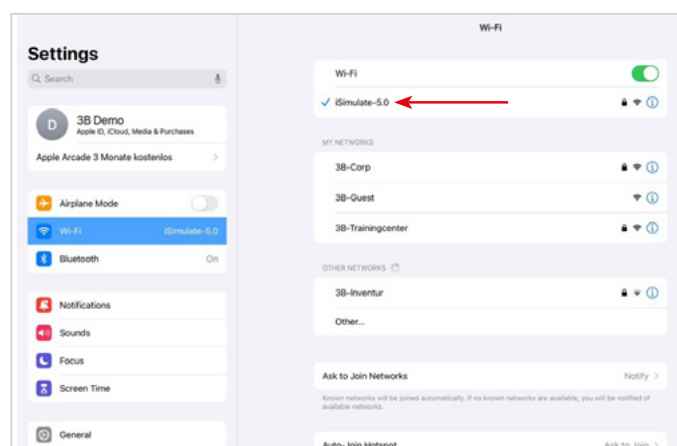 Wi-Fi
Settings
Search
3B Demo
Apple ID, iCloud, Media & Purchases
Apple Arcade 3 Monate kostenlos
Airplane Mode
Wi-Fi iSimulate-5.0
Bluetooth On
Notifications
Sounds
Focus
Screen Time
General
Wi-Fi
iSimulate-5.0
MY NETWORKS
3B-Corp
3B-Guest
3B-Trainingcenter
OTHER NETWORKS
3B-Inventur
Other...
Ask to Join Networks Notify
Known networks will be joined automatically. If no known networks are available, you will be notified of
available networks.
Auto-Join Hotspot Ask to Join
D